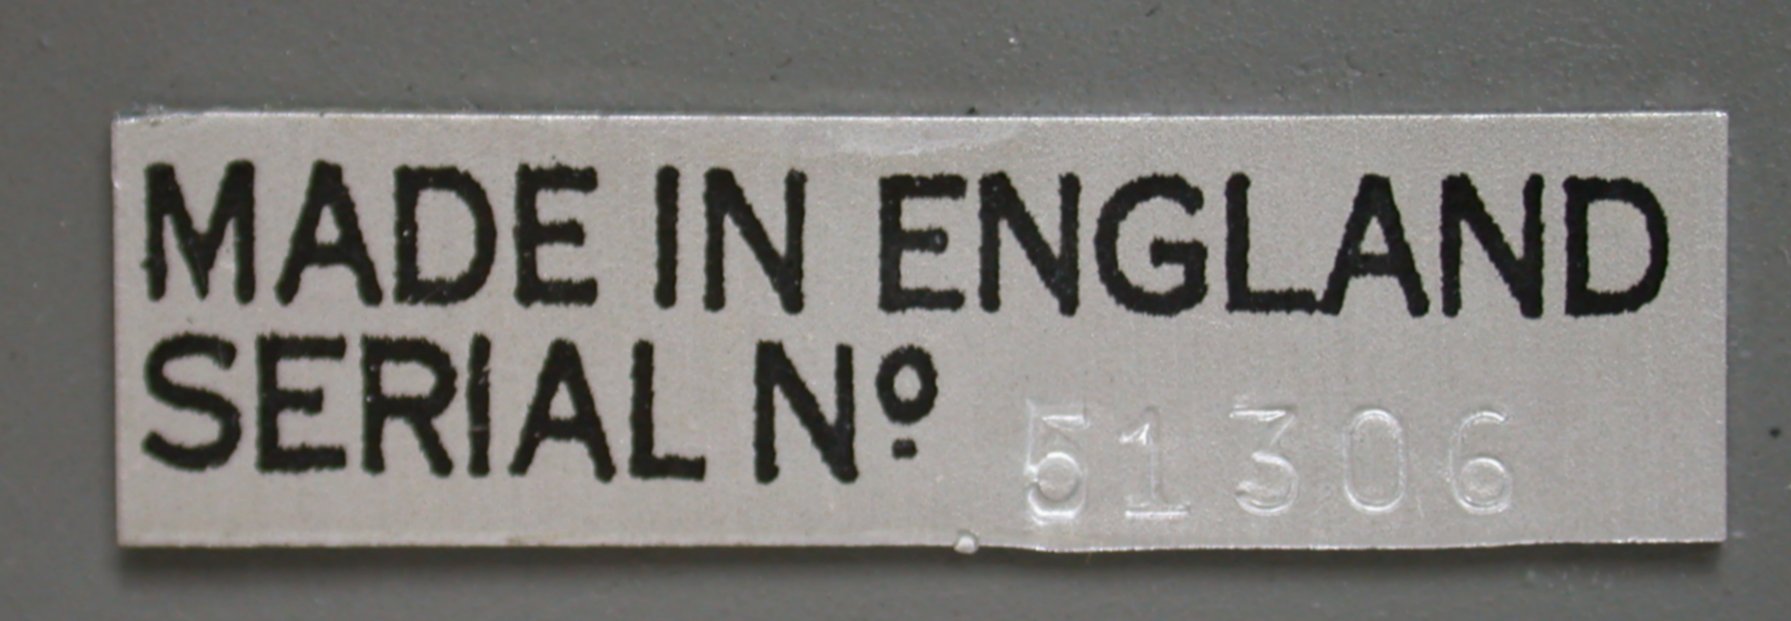 MADE IN ENGLAND
SERIAL Nº 51306